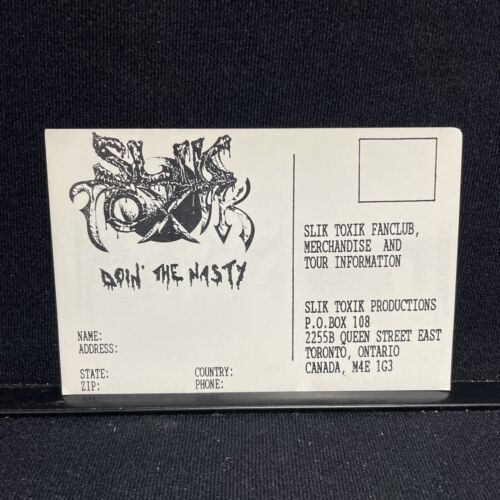 SLIK
TOXIK
DOIN' THE NASTY
NAME:
ADDRESS:
STATE: COUNTRY:
ZIP: PHONE:
SLIK TOXIK FANCLUB,
MERCHANDISE AND
TOUR INFORMATION
SLIK TOXIK PRODUCTIONS
P.O.BOX 108
2255B QUEEN STREET EAST
TORONTO, ONTARIO
CANADA, M4E 1G3